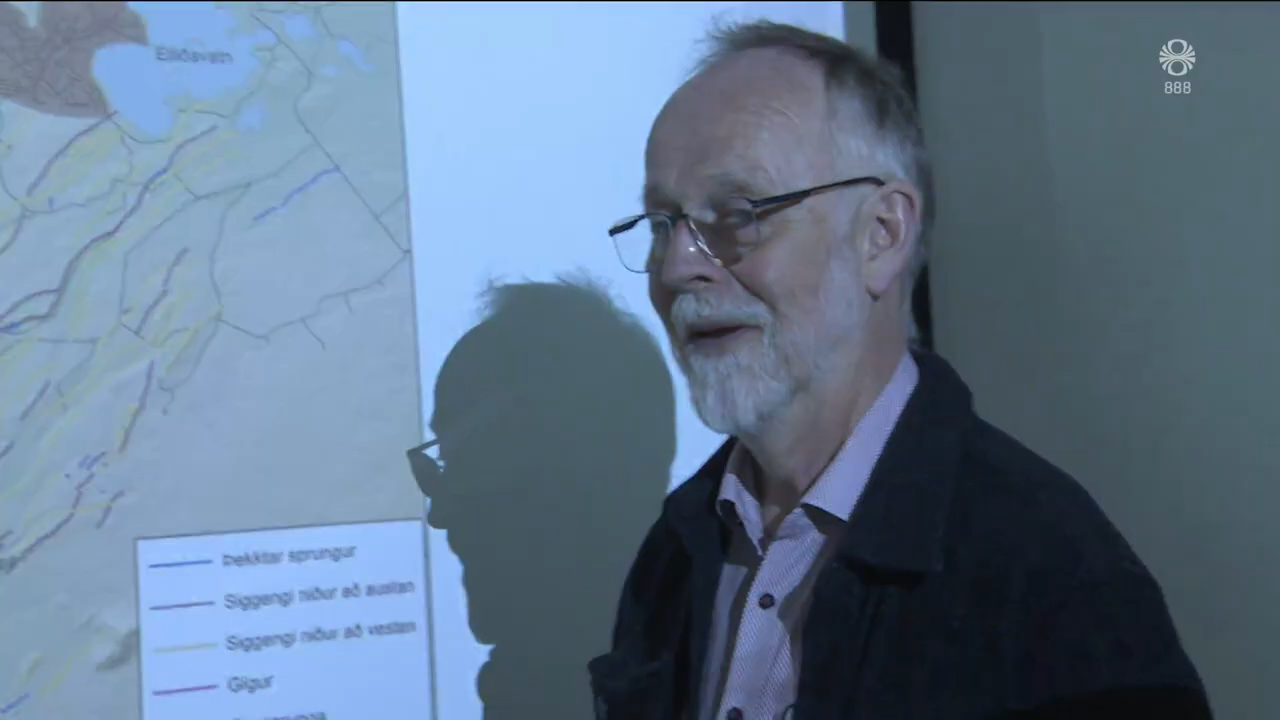 Elliðavatn
888
Þekktar sprungur
Siggengi niður að austan
Siggengi niður að vestan
Gígur